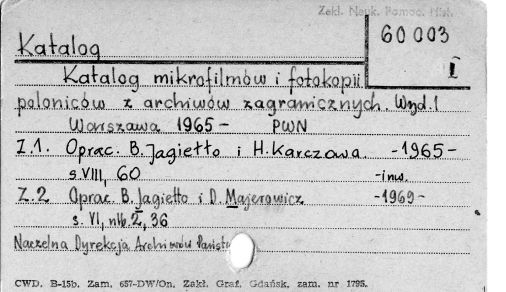 Zakł. Nauk. Pomoc. Hist.
60 003
I
Katalog
Katalog mikrofilmów i fotokopii
poloniców z archiwów zagranicznych. Wyd. 1
Warszawa 1965 - PWN
Z.1. Oprac. B. Jagiełło i H. Karczowa. -1965-
s. VIII, 60 -inw.
Z.2 Oprac. B. Jagiełło i D. Majerowicz -1969-
s. VI, nlb. 2, 36
Naczelna Dyrekcja Archiwów Państw
CWD. B-15b. Zam. 657-DW/On. Zakł. Graf. Gdańsk, zam. nr 1795.